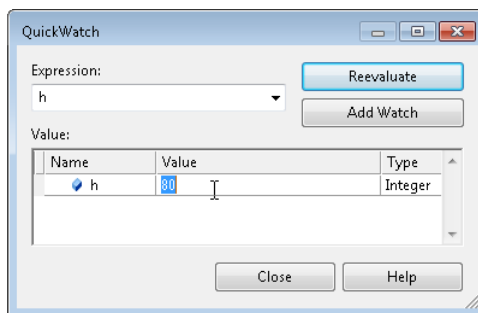 QuickWatch
Expression:
Reevaluate
h
Add Watch
Value:
Name Value Type
h 80 Integer
Close Help